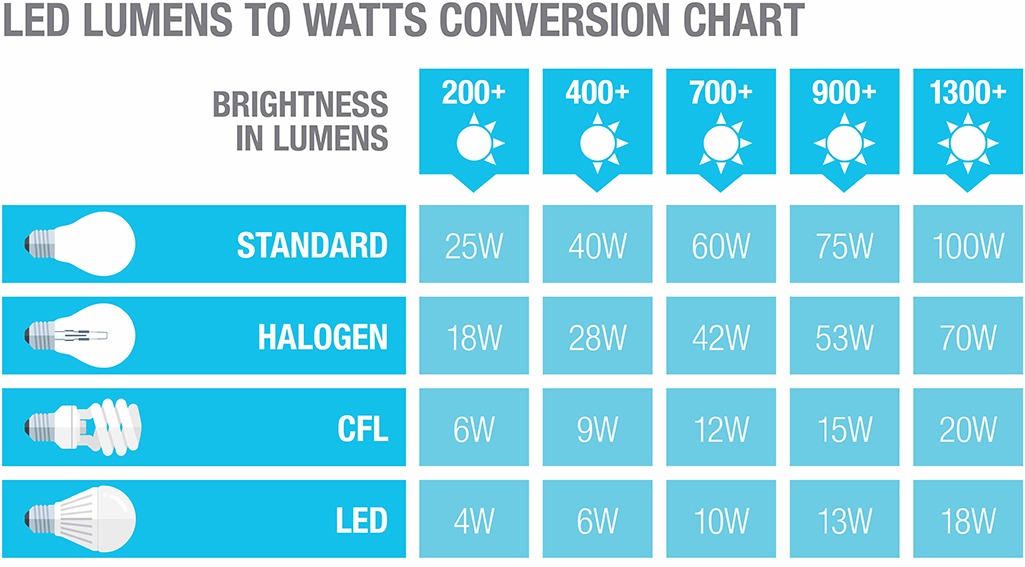 LED LUMENS TO WATTS CONVERSION CHART
BRIGHTNESS
IN LUMENS
200+ 400+ 700+ 900+ 1300+
STANDARD 25W 40W 60W 75W 100W
HALOGEN 18W 28W 42W 53W 70W
CFL 6W 9W 12W 15W 20W
LED 4W 6W 10W 13W 18W